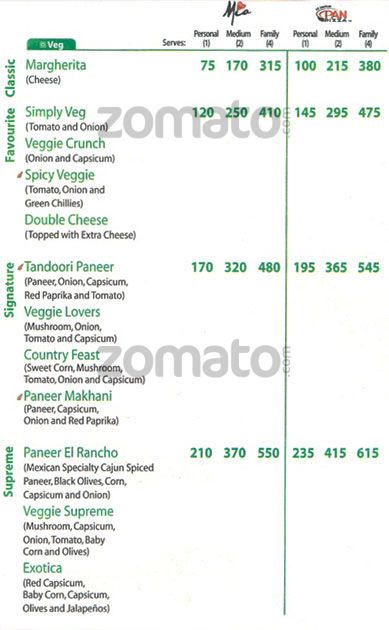 Mia PAN PIZZA
Personal Medium Family Personal Medium Family
Veg Serves: (1) (2) (4) (1) (2) (4)
Classic
Margherita 75 170 315 100 215 380
(Cheese)
Favourite
Simply Veg 120 250 410 145 295 475
(Tomato and Onion)
Veggie Crunch
(Onion and Capsicum)
Spicy Veggie
(Tomato, Onion and
Green Chillies)
Double Cheese
(Topped with Extra Cheese)
Signature
Tandoori Paneer 170 320 480 195 365 545
(Paneer, Onion, Capsicum,
Red Paprika and Tomato)
Veggie Lovers
(Mushroom, Onion,
Tomato and Capsicum)
Country Feast
(Sweet Corn, Mushroom,
Tomato, Onion and Capsicum)
Paneer Makhani
(Paneer, Capsicum,
Onion and Red Paprika)
Supreme
Paneer El Rancho 210 370 550 235 415 615
(Mexican Specialty Cajun Spiced
Paneer, Black Olives, Corn,
Capsicum and Onion)
Veggie Supreme
(Mushroom, Capsicum,
Onion, Tomato, Baby
Corn and Olives)
Exotica
(Red Capsicum,
Baby Corn, Capsicum,
Olives and Jalapeños)
zomato.com
zomato.com